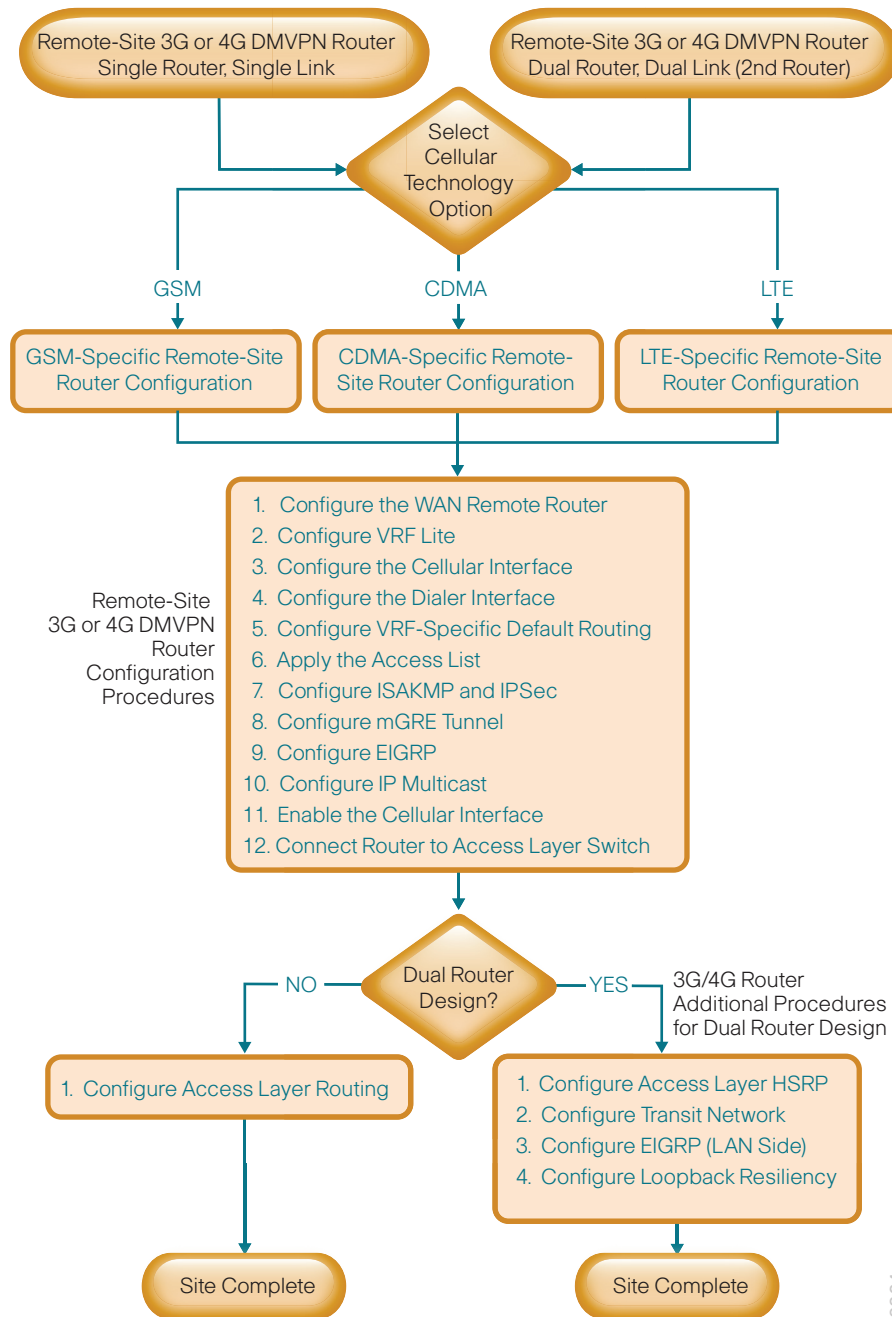 Remote-Site 3G or 4G DMVPN Router
Single Router, Single Link
Remote-Site 3G or 4G DMVPN Router
Dual Router, Dual Link (2nd Router)
Select
Cellular
Technology
Option
GSM
CDMA
LTE
GSM-Specific Remote-Site
Router Configuration
CDMA-Specific Remote-
Site Router Configuration
LTE-Specific Remote-Site
Router Configuration
Remote-Site
3G or 4G DMVPN
Router
Configuration
Procedures
1. Configure the WAN Remote Router
2. Configure VRF Lite
3. Configure the Cellular Interface
4. Configure the Dialer Interface
5. Configure VRF-Specific Default Routing
6. Apply the Access List
7. Configure ISAKMP and IPSec
8. Configure mGRE Tunnel
9. Configure EIGRP
10. Configure IP Multicast
11. Enable the Cellular Interface
12. Connect Router to Access Layer Switch
Dual Router
Design?
NO
YES
3G/4G Router
Additional Procedures
for Dual Router Design
1. Configure Access Layer Routing
1. Configure Access Layer HSRP
2. Configure Transit Network
3. Configure EIGRP (LAN Side)
4. Configure Loopback Resiliency
Site Complete
Site Complete